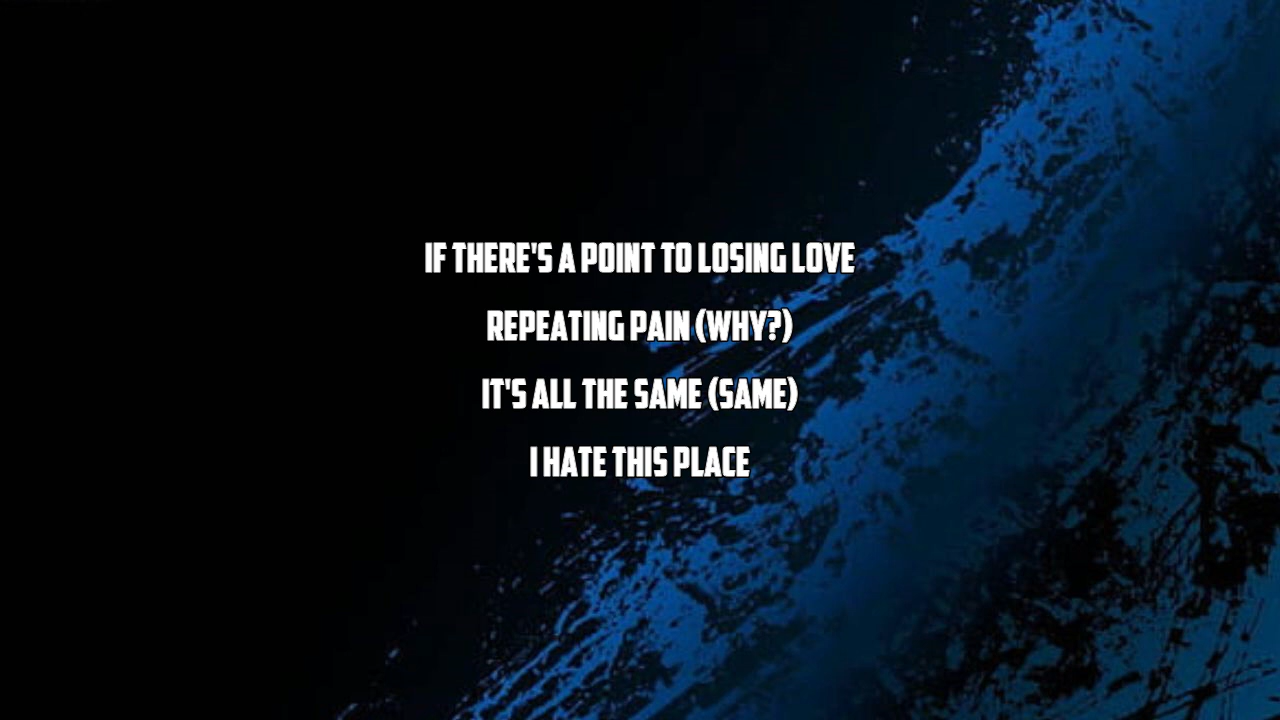 IF THERE'S A POINT TO LOSING LOVE
REPEATING PAIN (WHY?)
IT'S ALL THE SAME (SAME)
I HATE THIS PLACE